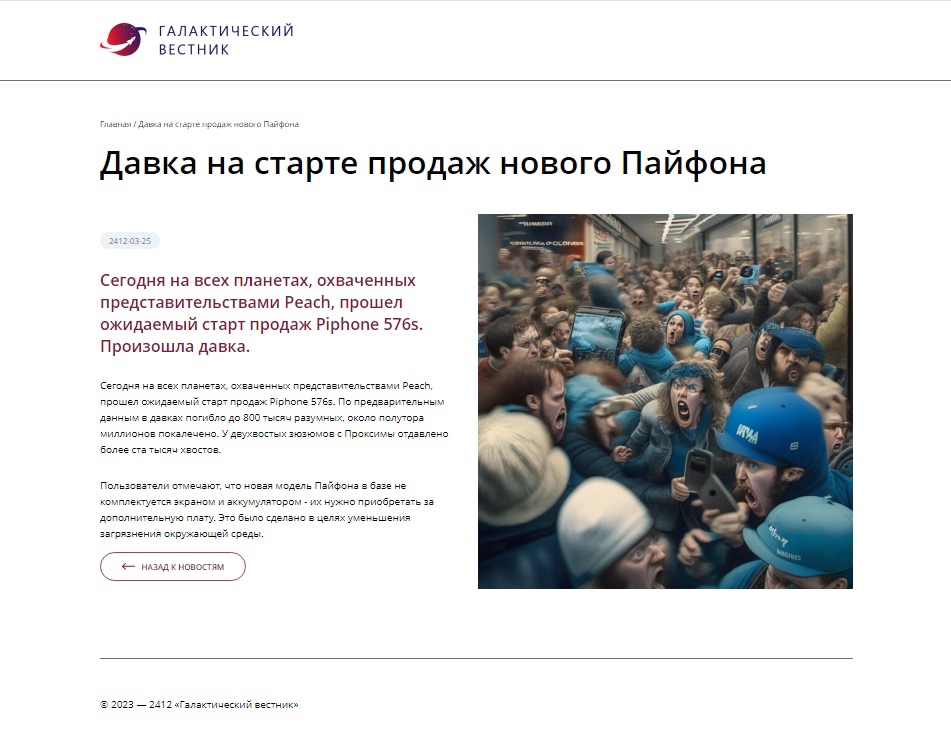 ГАЛАКТИЧЕСКИЙ
ВЕСТНИК
Главная / Давка на старте продаж нового Пайфона
Давка на старте продаж нового Пайфона
2412-03-25
Сегодня на всех планетах, охваченных
представительствами Peach, прошел
ожидаемый старт продаж Piphone 576s.
Произошла давка.
Сегодня на всех планетах, охваченных представительствами Peach,
прошел ожидаемый старт продаж Piphone 576s. По предварительным
данным в давках погибло до 800 тысяч разумных, около полутора
миллионов покалечено. У двухвостых зюзюмов с Проксимы отдавлено
более ста тысяч хвостов.
Пользователи отмечают, что новая модель Пайфона в базе не
комплектуется экраном и аккумулятором - их нужно приобретать за
дополнительную плату. Это было сделано в целях уменьшения
загрязнения окружающей среды.
НАЗАД К НОВОСТЯМ
© 2023 — 2412 «Галактический вестник»